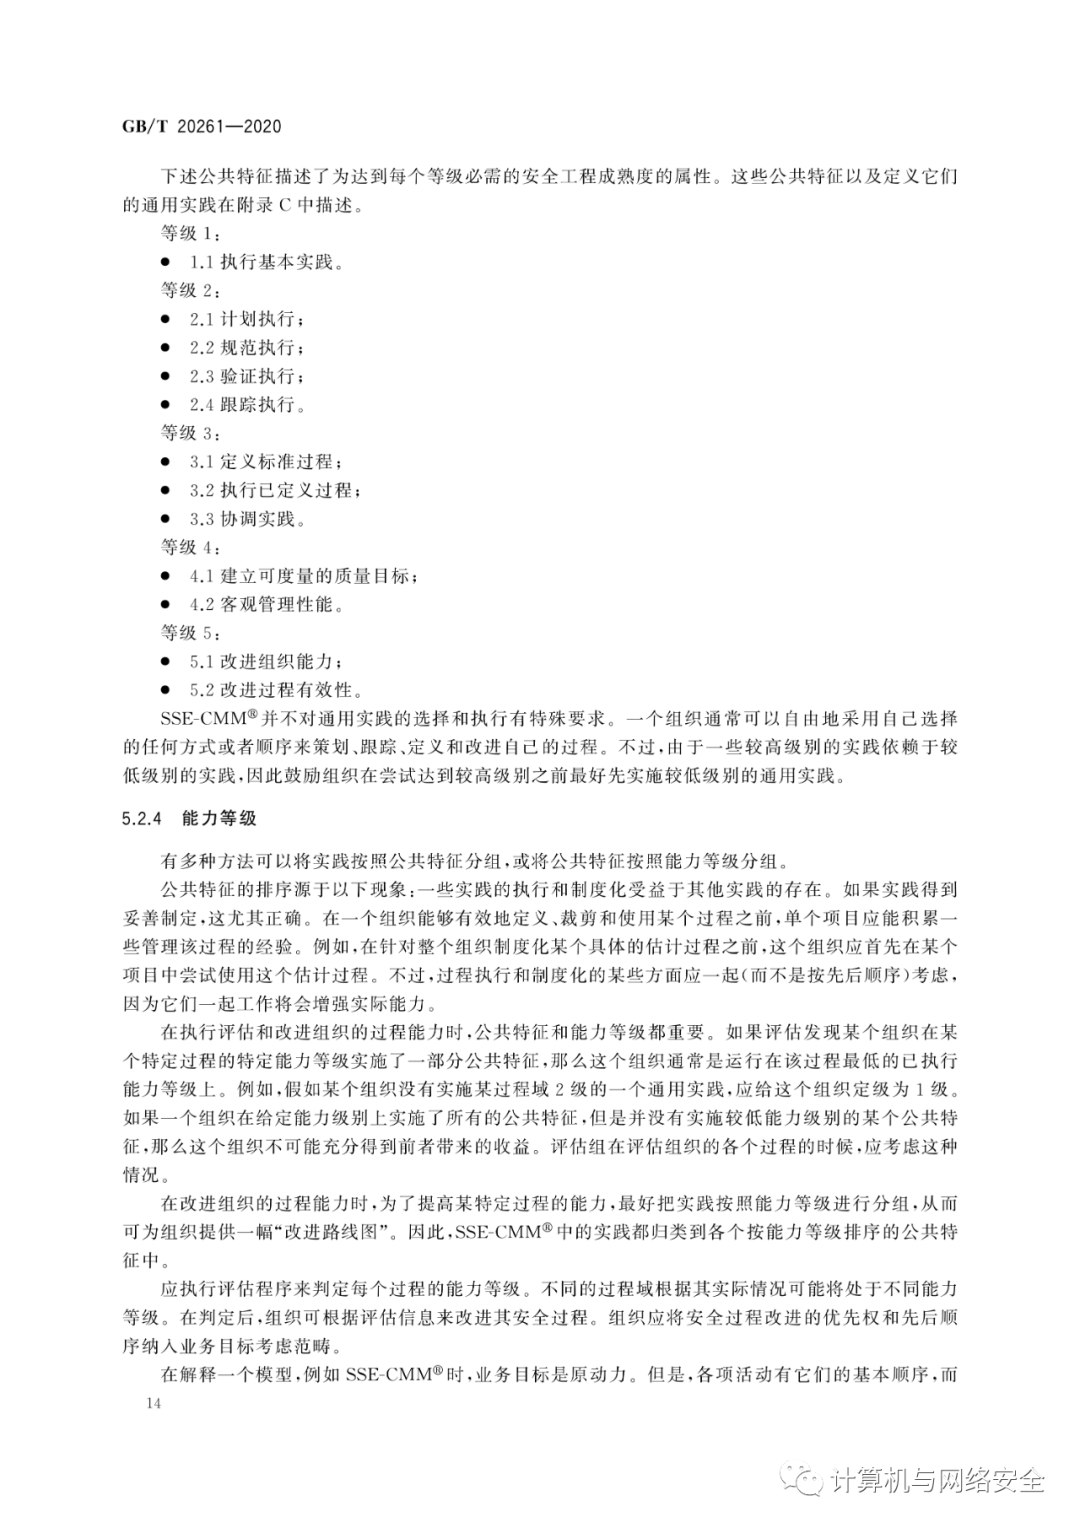 GB/T 20261—2020
下述公共特征描述了为达到每个等级必需的安全工程成熟度的属性。这些公共特征以及定义它们
的通用实践在附录 C 中描述。
等级 1：
● 1.1 执行基本实践。
等级 2：
● 2.1 计划执行；
● 2.2 规范执行；
● 2.3 验证执行；
● 2.4 跟踪执行。
等级 3：
● 3.1 定义标准过程；
● 3.2 执行已定义过程；
● 3.3 协调实践。
等级 4：
● 4.1 建立可度量的质量目标；
● 4.2 客观管理性能。
等级 5：
● 5.1 改进组织能力；
● 5.2 改进过程有效性。
SSE-CMM®并不对通用实践的选择和执行有特殊要求。一个组织通常可以自由地采用自己选择
的任何方式或者顺序来策划、跟踪、定义和改进自己的过程。不过，由于一些较高级别的实践依赖于较
低级别的实践，因此鼓励组织在尝试达到较高级别之前最好先实施较低级别的通用实践。
5.2.4 能力等级
有多种方法可以将实践按照公共特征分组，或将公共特征按照能力等级分组。
公共特征的排序源于以下现象：一些实践的执行和制度化受益于其他实践的存在。如果实践得到
妥善制定，这尤其正确。在一个组织能够有效地定义、裁剪和使用某个过程之前，单个项目应能积累一
些管理该过程的经验。例如，在针对整个组织制度化某个具体的估计过程之前，这个组织应首先在某个
项目中尝试使用这个估计过程。不过，过程执行和制度化的某些方面应一起（而不是按先后顺序）考虑，
因为它们一起工作将会增强实际能力。
在执行评估和改进组织的过程能力时，公共特征和能力等级都重要。如果评估发现某个组织在某
个特定过程的特定能力等级实施了一部分公共特征，那么这个组织通常是运行在该过程最低的已执行
能力等级上。例如，假如某个组织没有实施某过程域 2 级的一个通用实践，应给这个组织定级为 1 级。
如果一个组织在给定能力级别上实施了所有的公共特征，但是并没有实施较低能力级别的某个公共特
征，那么这个组织不可能充分得到前者带来的收益。评估组在评估组织的各个过程的时候，应考虑这种
情况。
在改进组织的过程能力时，为了提高某特定过程的能力，最好把实践按照能力等级进行分组，从而
可为组织提供一幅“改进路线图”。因此，SSE-CMM®中的实践都归类到各个按能力等级排序的公共特
征中。
应执行评估程序来判定每个过程的能力等级。不同的过程域根据其实际情况可能将处于不同能力
等级。在判定后，组织可根据评估信息来改进其安全过程。组织应将安全过程改进的优先权和先后顺
序纳入业务目标考虑范畴。
在解释一个模型，例如 SSE-CMM®时，业务目标是原动力。但是，各项活动有它们的基本顺序，而
14
计算机与网络安全